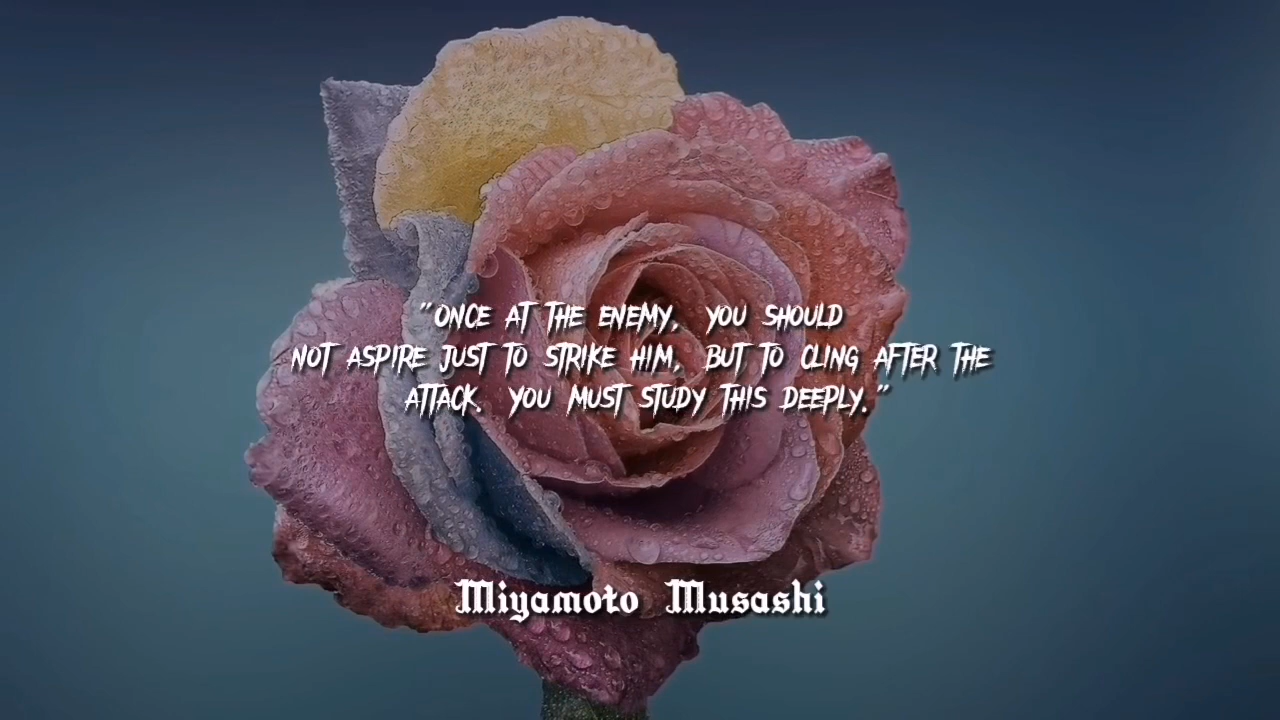 "ONCE AT THE ENEMY, YOU SHOULD
NOT ASPIRE JUST TO STRIKE HIM, BUT TO CLING AFTER THE
ATTACK. YOU MUST STUDY THIS DEEPLY."
Miyamoto Musashi